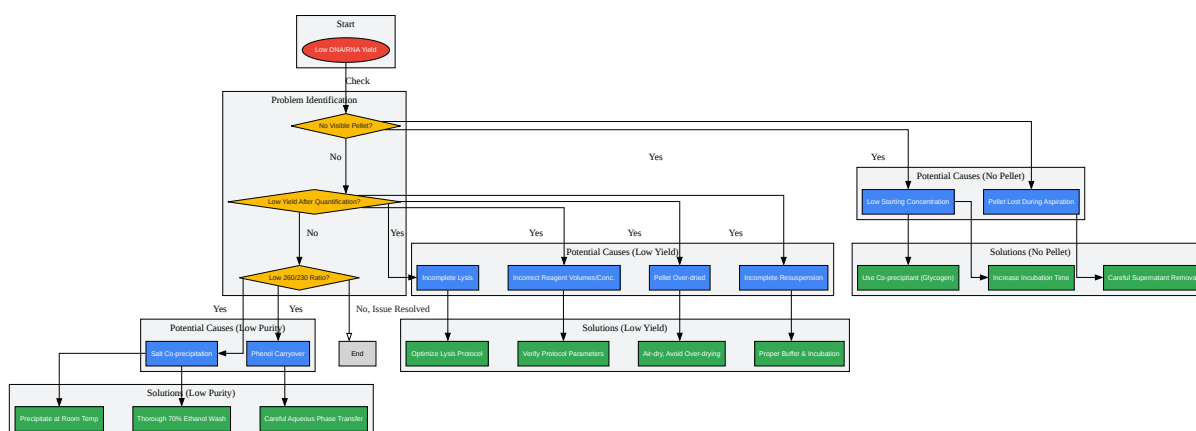 Start
Low DNA/RNA Yield
Check
Problem Identification
No Visible Pellet?
No
Yes
Yes
Potential Causes (No Pellet)
Low Starting Concentration
Pellet Lost During Aspiration
Low Yield After Quantification?
No
Yes
Yes
Yes
Yes
Potential Causes (Low Yield)
Solutions (No Pellet)
Low 260/230 Ratio?
Incomplete Lysis
Incorrect Reagent Volumes/Conc.
Pellet Over-dried
Incomplete Resuspension
Use Co-precipitant (Glycogen)
Increase Incubation Time
Careful Supernatant Removal
Yes
Yes
No, Issue Resolved
Potential Causes (Low Purity)
Solutions (Low Yield)
Salt Co-precipitation
Phenol Carryover
End
Optimize Lysis Protocol
Verify Protocol Parameters
Air-dry, Avoid Over-drying
Proper Buffer & Incubation
Solutions (Low Purity)
Precipitate at Room Temp
Thorough 70% Ethanol Wash
Careful Aqueous Phase Transfer